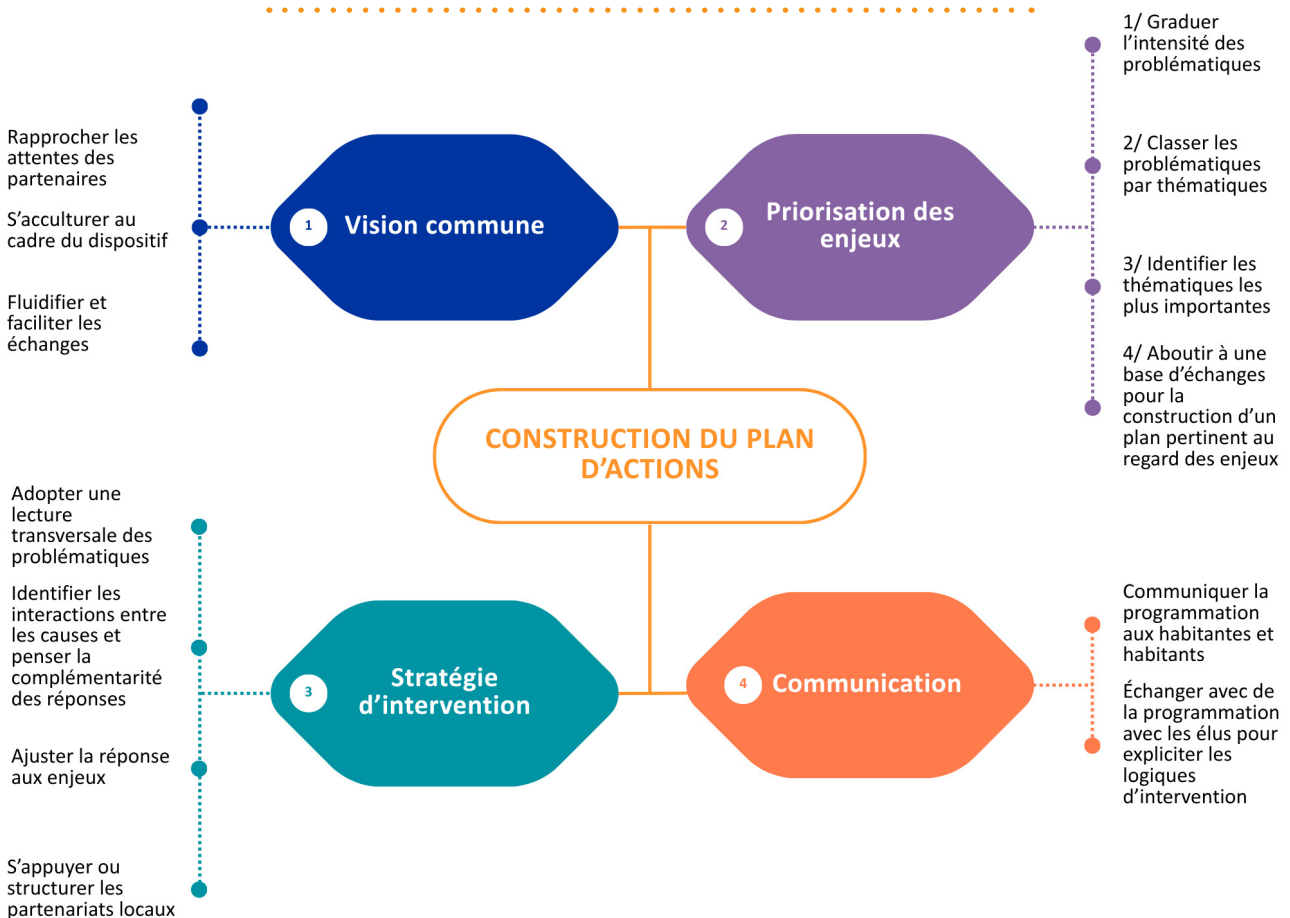 1
Vision commune
Rapprocher les
attentes des
partenaires
S’acculturer au
cadre du dispositif
Fluidifier et
faciliter les
échanges
2
Priorisation des
enjeux
1/ Graduer
l’intensité des
problématiques
2/ Classer les
problématiques
par thématiques
3/ Identifier les
thématiques les
plus importantes
4/ Aboutir à une
base d’échanges
pour la
construction d’un
plan pertinent au
regard des enjeux
CONSTRUCTION DU PLAN
D’ACTIONS
3
Stratégie
d’intervention
Adopter une
lecture
transversale des
problématiques
Identifier les
interactions entre
les causes et
penser la
complémentarité
des réponses
Ajuster la réponse
aux enjeux
S’appuyer ou
structurer les
partenariats locaux
4
Communication
Communiquer la
programmation
aux habitantes et
habitants
Échanger avec de
la programmation
avec les élus pour
expliciter les
logiques
d’intervention